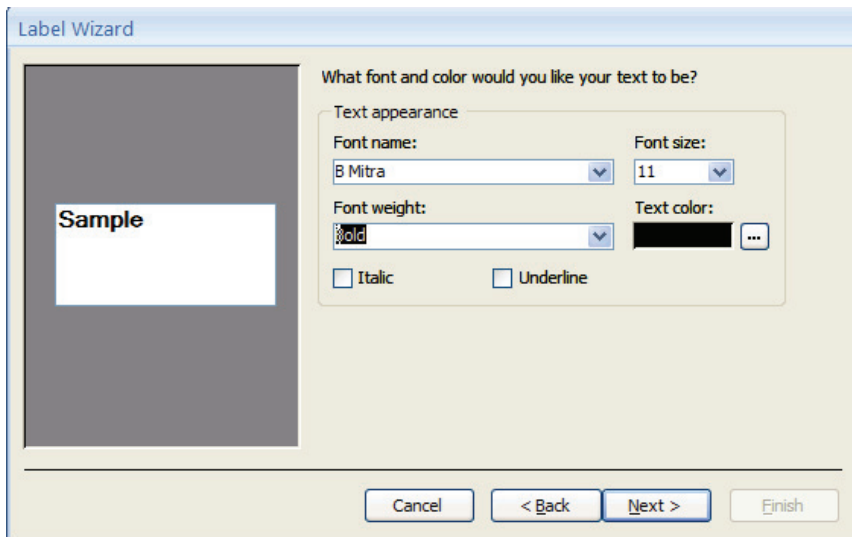 Label Wizard
What font and color would you like your text to be?
Text appearance
Font name: Font size:
B Mitra 11
Font weight: Text color:
Bold ...
Sample
Italic Underline
Cancel < Back Next > Finish